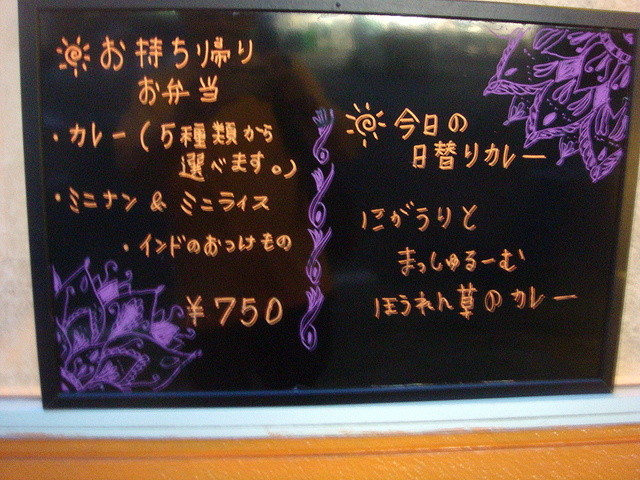 お持ち帰り
お弁当
・カレー(5種類から
選べます。)
・ミニナン & ミニライス
・インドのおつけもの
¥750
今日の
日替りカレー
にがうりと
まっしゅるーむ
ほうれん草のカレー